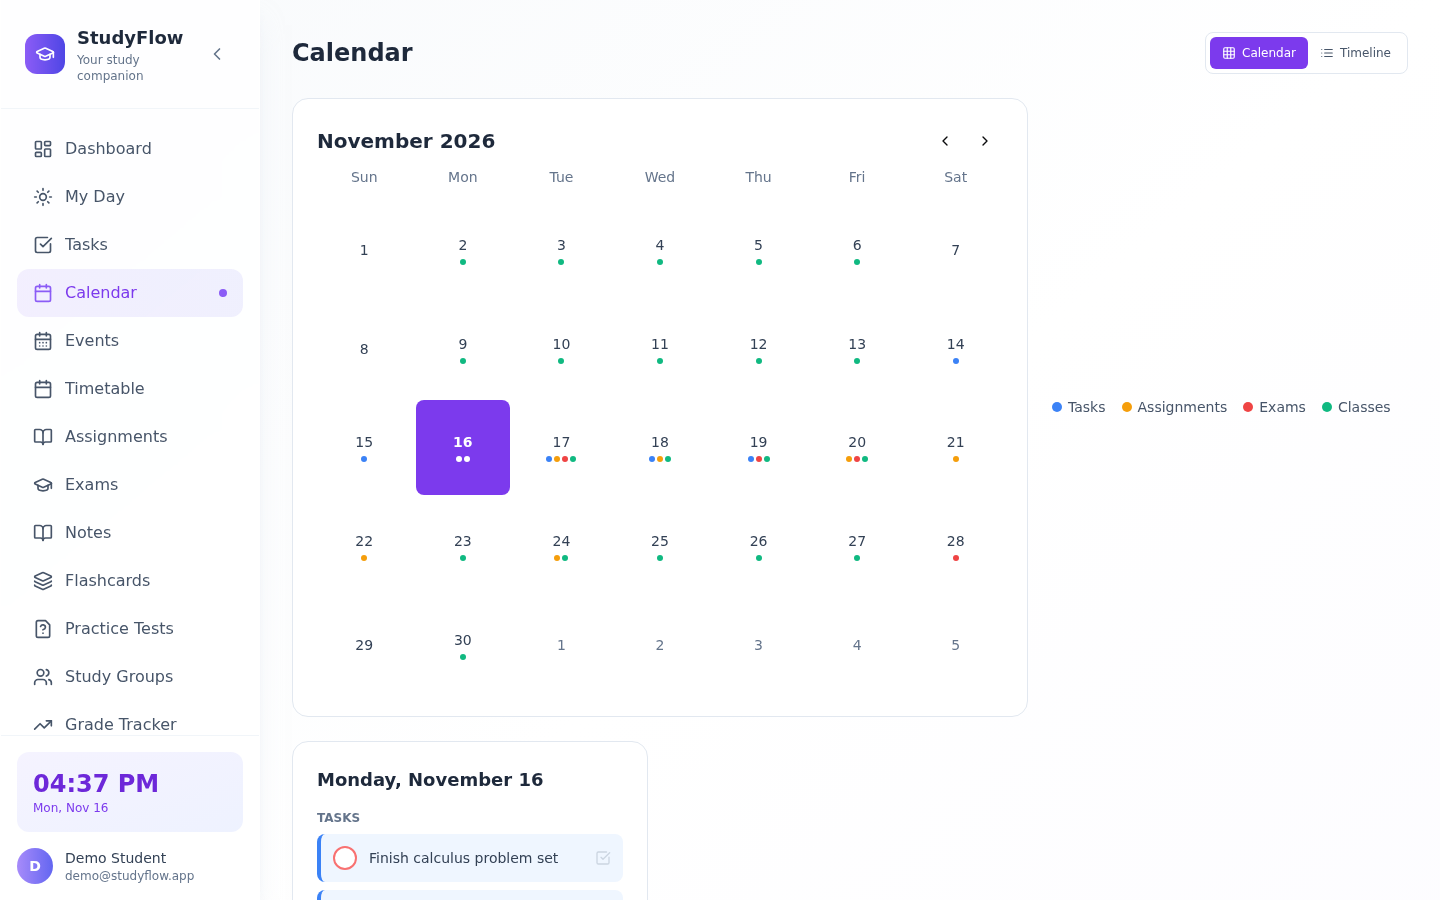 StudyFlow
Your study
companion
Dashboard
My Day
Tasks
Calendar
Events
Timetable
Assignments
Exams
Notes
Flashcards
Practice Tests
Study Groups
Grade Tracker
04:37 PM
Mon, Nov 16
D
Demo Student
demo@studyflow.app
Calendar
Calendar Timeline
November 2026
Sun Mon Tue Wed Thu Fri Sat
1 2 3 4 5 6 7
8 9 10 11 12 13 14
15 16 17 18 19 20 21
22 23 24 25 26 27 28
29 30 1 2 3 4 5
Tasks Assignments Exams Classes
Monday, November 16
TASKS
Finish calculus problem set